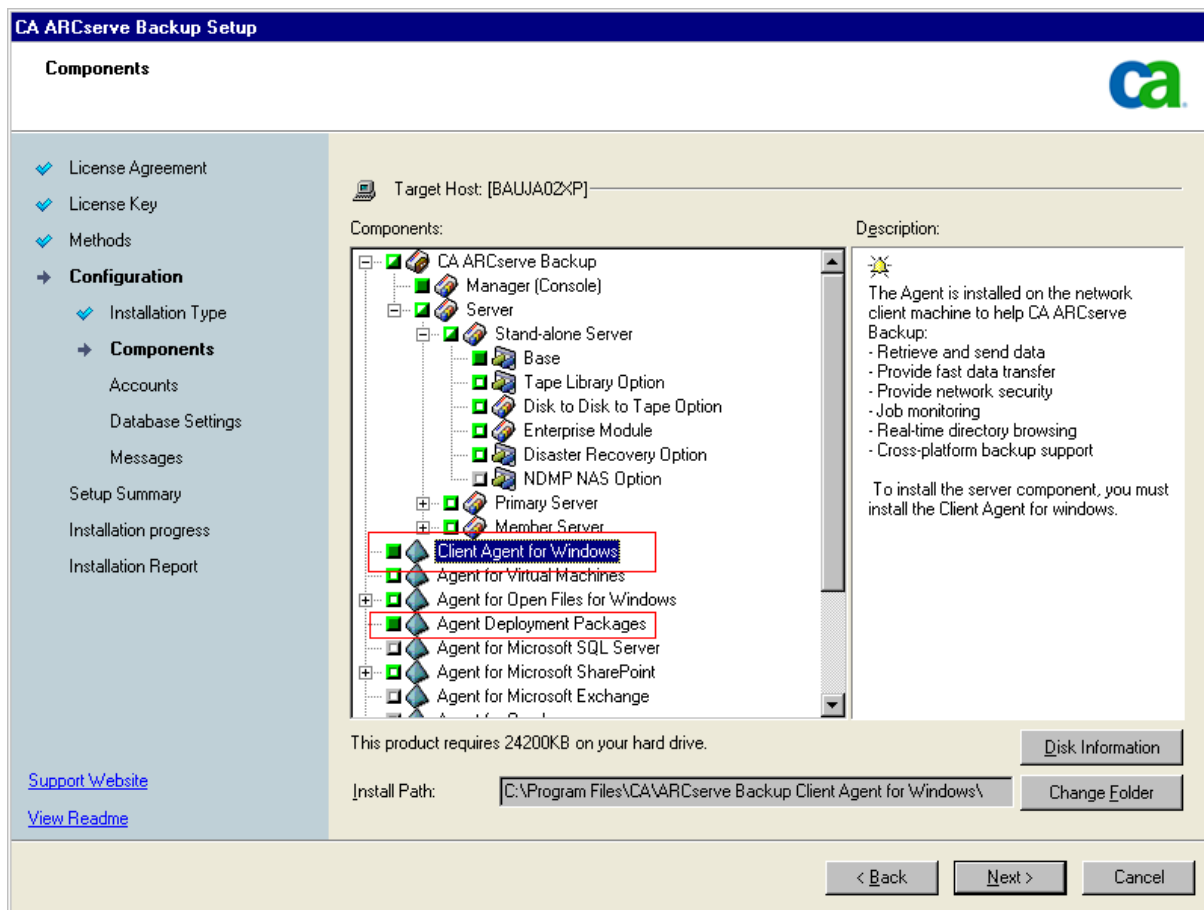 CA ARCserve Backup Setup
Components
ca
License Agreement
License Key
Methods
Configuration
Installation Type
Components
Accounts
Database Settings
Messages
Setup Summary
Installation progress
Installation Report
Support Website
View Readme
Target Host: [BAUJA02XP]
Components:
CA ARCserve Backup
Manager (Console)
Server
Stand-alone Server
Base
Tape Library Option
Disk to Disk to Tape Option
Enterprise Module
Disaster Recovery Option
NDMP NAS Option
Primary Server
Member Server
Client Agent for Windows
Agent for Virtual Machines
Agent for Open Files for Windows
Agent Deployment Packages
Agent for Microsoft SQL Server
Agent for Microsoft SharePoint
Agent for Microsoft Exchange
Description:
The Agent is installed on the network
client machine to help CA ARCserve
Backup:
- Retrieve and send data
- Provide fast data transfer
- Provide network security
- Job monitoring
- Real-time directory browsing
- Cross-platform backup support
To install the server component, you must
install the Client Agent for windows.
This product requires 24200KB on your hard drive.
Disk Information
Install Path:
C:\Program Files\CA\ARCserve Backup Client Agent for Windows\
Change Folder
< Back
Next >
Cancel